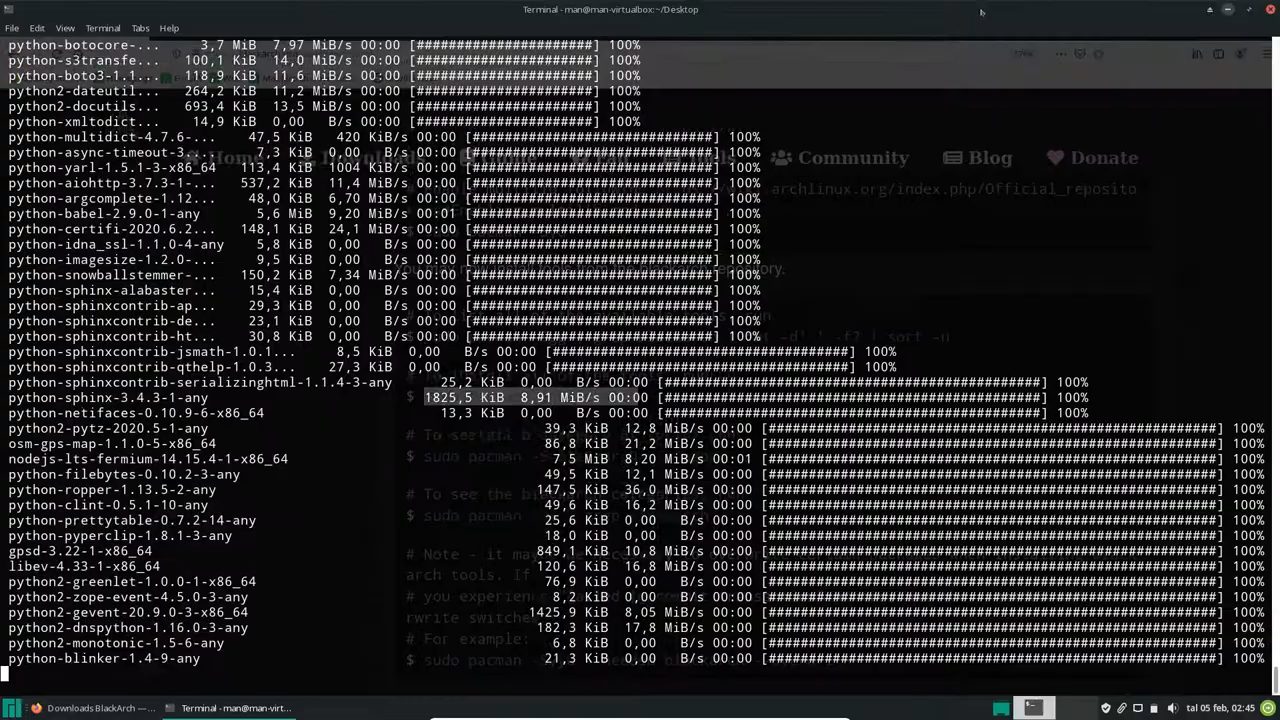 Terminal - man@man-virtualbox:~/Desktop
File Edit View Terminal Tabs Help
python-botocore-... 3,7 MiB 7,97 MiB/s 00:00 [######################] 100%
python-s3transfe... 100,1 KiB 14,0 MiB/s 00:00 [######################] 100%
python-boto3-1.1... 118,9 KiB 11,6 MiB/s 00:00 [######################] 100%
python2-dateutil... 264,2 KiB 11,2 MiB/s 00:00 [######################] 100%
python2-docutils... 693,4 KiB 13,5 MiB/s 00:00 [######################] 100%
python-xmltodict... 14,9 KiB 0,00 B/s 00:00 [######################] 100%
python-multidict-4.7.6-... 47,5 KiB 420 KiB/s 00:00 [##############################] 100%
python-async-timeout-3... 7,3 KiB 0,00 B/s 00:00 [##############################] 100%
python-yarl-1.5.1-3-x86_64 113,4 KiB 1004 KiB/s 00:00 [##############################] 100%
python-aiohttp-3.7.3-1-... 537,2 KiB 11,4 MiB/s 00:00 [##############################] 100%
python-argcomplete-1.12... 48,0 KiB 6,70 MiB/s 00:00 [##############################] 100%
python-babel-2.9.0-1-any 5,6 MiB 9,20 MiB/s 00:01 [##############################] 100%
python-certifi-2020.6.2... 148,1 KiB 24,1 MiB/s 00:00 [##############################] 100%
python-idna_ssl-1.1.0-4-any 5,8 KiB 0,00 B/s 00:00 [##############################] 100%
python-imagesize-1.2.0-... 9,5 KiB 0,00 B/s 00:00 [##############################] 100%
python-snowballstemmer-... 150,2 KiB 7,34 MiB/s 00:00 [##############################] 100%
python-sphinx-alabaster... 15,4 KiB 0,00 B/s 00:00 [##############################] 100%
python-sphinxcontrib-ap... 29,3 KiB 0,00 B/s 00:00 [##############################] 100%
python-sphinxcontrib-de... 23,1 KiB 0,00 B/s 00:00 [##############################] 100%
python-sphinxcontrib-ht... 30,8 KiB 0,00 B/s 00:00 [##############################] 100%
python-sphinxcontrib-jsmath-1.0.1... 8,5 KiB 0,00 B/s 00:00 [#####################################] 100%
python-sphinxcontrib-qthelp-1.0.3... 27,3 KiB 0,00 B/s 00:00 [#####################################] 100%
python-sphinxcontrib-serializinghtml-1.1.4-3-any 25,2 KiB 0,00 B/s 00:00 [###############################################] 100%
python-sphinx-3.4.3-1-any 1825,5 KiB 8,91 MiB/s 00:00 [###############################################] 100%
python-netifaces-0.10.9-6-x86_64 13,3 KiB 0,00 B/s 00:00 [###############################################] 100%
python2-pytz-2020.5-1-any 39,3 KiB 12,8 MiB/s 00:00 [########################################################] 100%
osm-gps-map-1.1.0-5-x86_64 86,8 KiB 21,2 MiB/s 00:00 [########################################################] 100%
nodejs-lts-fermium-14.15.4-1-x86_64 7,5 MiB 8,20 MiB/s 00:01 [########################################################] 100%
python-filebytes-0.10.2-3-any 49,5 KiB 12,1 MiB/s 00:00 [########################################################] 100%
python-ropper-1.13.5-2-any 147,5 KiB 36,0 MiB/s 00:00 [########################################################] 100%
python-clint-0.5.1-10-any 49,6 KiB 16,2 MiB/s 00:00 [########################################################] 100%
python-prettytable-0.7.2-14-any 25,6 KiB 0,00 B/s 00:00 [########################################################] 100%
python-pyperclip-1.8.1-3-any 18,0 KiB 0,00 B/s 00:00 [########################################################] 100%
gpsd-3.22-1-x86_64 849,1 KiB 10,8 MiB/s 00:00 [########################################################] 100%
libev-4.33-1-x86_64 120,6 KiB 16,8 MiB/s 00:00 [########################################################] 100%
python2-greenlet-1.0.0-1-x86_64 76,9 KiB 0,00 B/s 00:00 [########################################################] 100%
python2-zope-event-4.5.0-3-any 8,2 KiB 0,00 B/s 00:00 [########################################################] 100%
python2-gevent-20.9.0-3-x86_64 1425,9 KiB 8,05 MiB/s 00:00 [########################################################] 100%
python2-dnspython-1.16.0-3-any 182,3 KiB 17,8 MiB/s 00:00 [########################################################] 100%
python2-monotonic-1.5-6-any 6,8 KiB 0,00 B/s 00:00 [########################################################] 100%
python-blinker-1.4-9-any 21,3 KiB 0,00 B/s 00:00 [########################################################] 100%
Home Downloads Community Blog Donate
archlinux.org/index.php/Official_reposito
# To see
$ sudo pacman
# To see the
$ sudo pacman
# Note - it may
arch tools. If
# you experien
rwrite switches
# For example:
$ sudo pacman
Downloads BlackArch —... Terminal - man@man-virt... tal 05 feb, 02:45